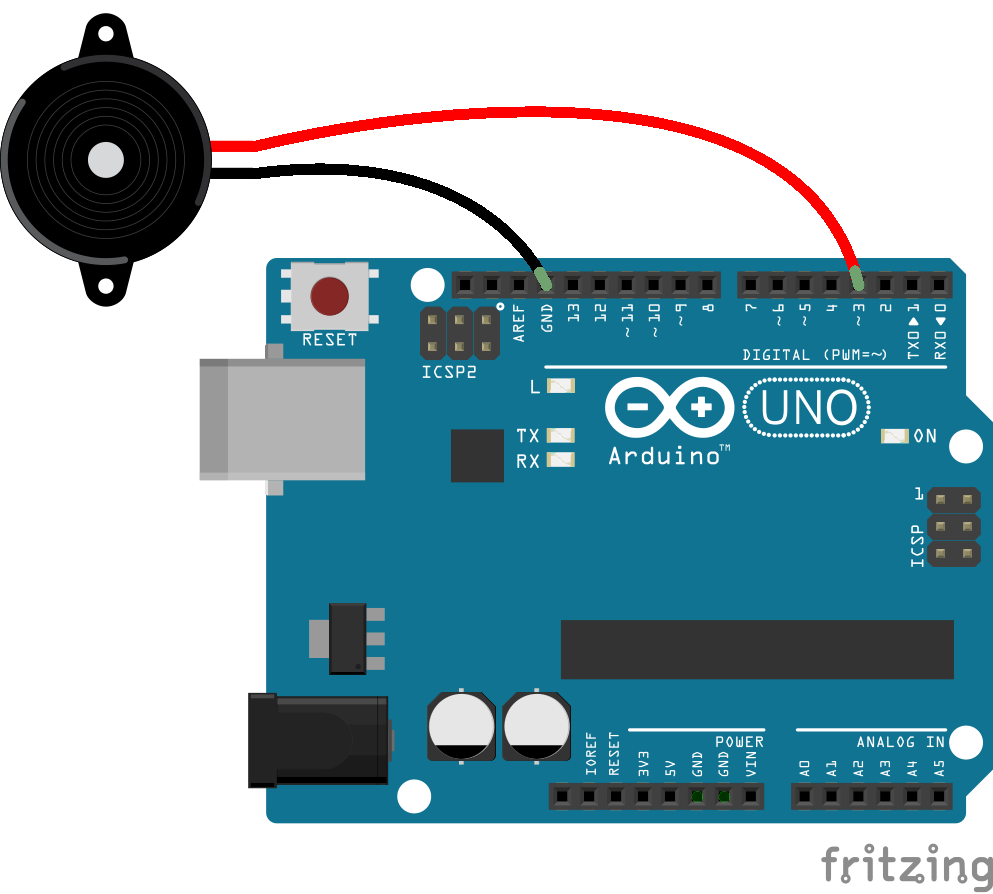 RESET
ICSP2
AREF
GND
13
12
~11
~10
~9
8
7
~6
~5
4
~3
2
TX0▶1
RX0◀0
DIGITAL (PWM=~)
L
TX
RX
UNO
Arduino™
ON
1
ICSP
IOREF
RESET
3V3
5V
GND
GND
VIN
POWER
ANALOG IN
A0
A1
A2
A3
A4
A5
fritzing